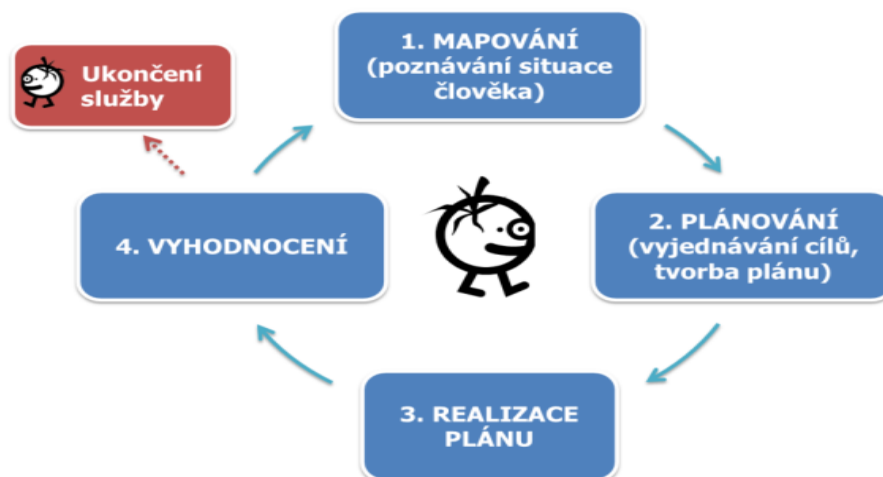 1. MAPOVÁNÍ
(poznávání situace
člověka)
Ukončení
služby
2. PLÁNOVÁNÍ
(vyjednávání cílů,
tvorba plánu)
4. VYHODNOCENÍ
3. REALIZACE
PLÁNU